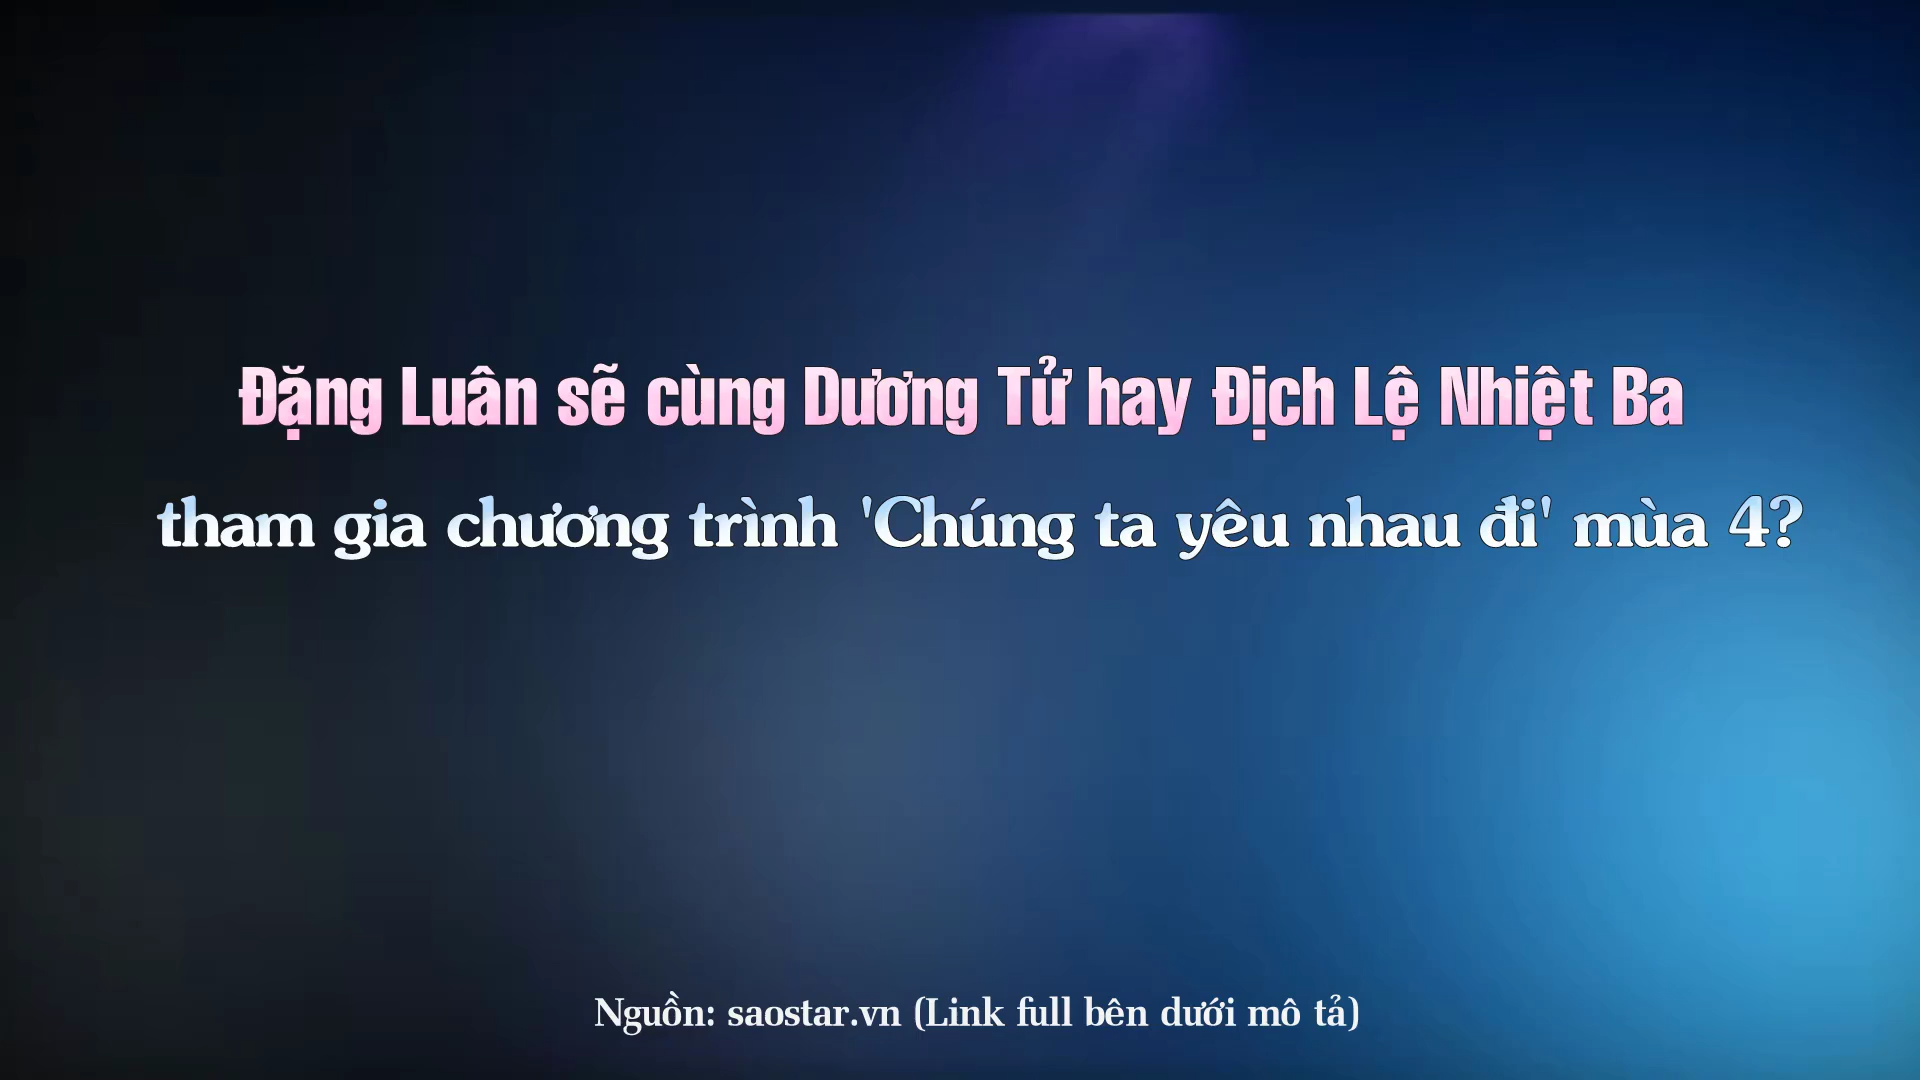 Đặng Luân sẽ cùng Dương Tử hay Địch Lệ Nhiệt Ba
tham gia chương trình 'Chúng ta yêu nhau đi' mùa 4?
Nguồn: saostar.vn (Link full bên dưới mô tả)